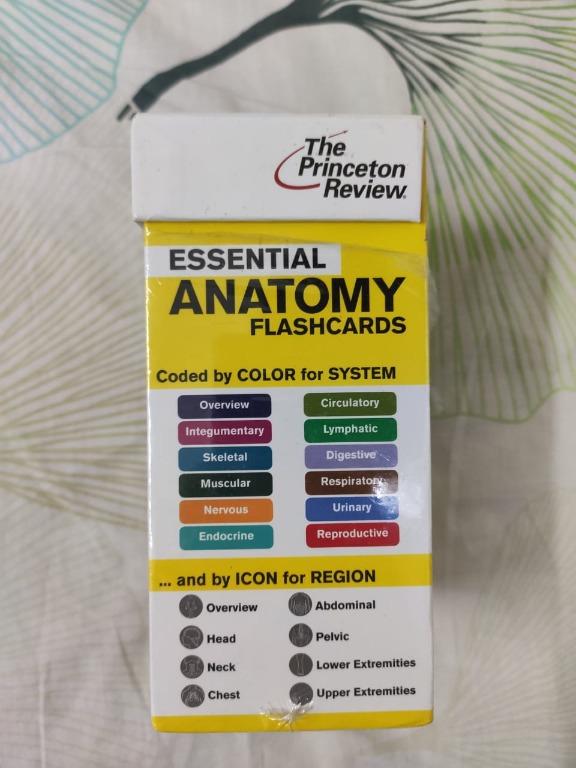 The
Princeton
Review
ESSENTIAL
ANATOMY
FLASHCARDS
Coded by COLOR for SYSTEM
Overview
Integumentary
Skeletal
Muscular
Nervous
Endocrine
Circulatory
Lymphatic
Digestive
Respiratory
Urinary
Reproductive
... and by ICON for REGION
Overview
Head
Neck
Chest
Abdominal
Pelvic
Lower Extremities
Upper Extremities